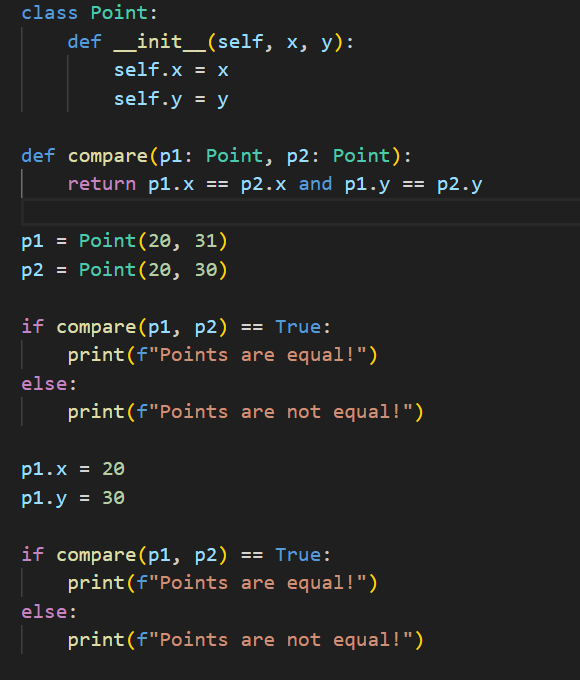 class Point:
    def __init__(self, x, y):
        self.x = x
        self.y = y

def compare(p1: Point, p2: Point):
    return p1.x == p2.x and p1.y == p2.y

p1 = Point(20, 31)
p2 = Point(20, 30)

if compare(p1, p2) == True:
    print(f"Points are equal!")
else:
    print(f"Points are not equal!")

p1.x = 20
p1.y = 30

if compare(p1, p2) == True:
    print(f"Points are equal!")
else:
    print(f"Points are not equal!")